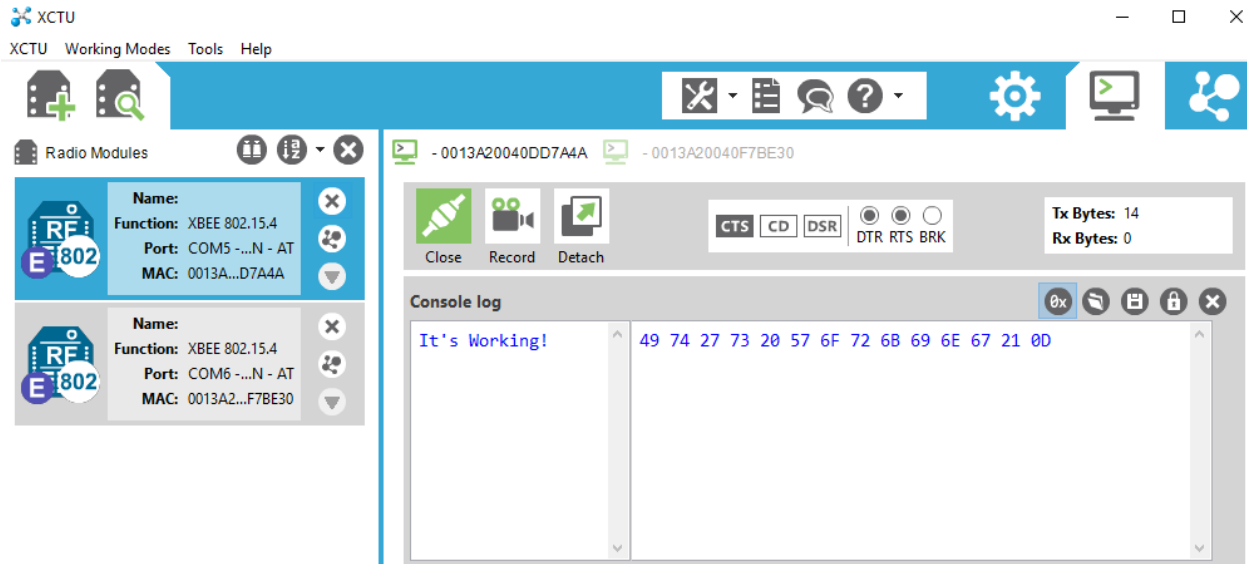 XCTU
XCTU Working Modes Tools Help
Radio Modules
Name:
Function: XBEE 802.15.4
Port: COM5 -...N - AT
MAC: 0013A...D7A4A
RF
E 802
Name:
Function: XBEE 802.15.4
Port: COM6 -...N - AT
MAC: 0013A2...F7BE30
RF
E 802
- 0013A20040DD7A4A - 0013A20040F7BE30
Close Record Detach
CTS CD DSR DTR RTS BRK
Tx Bytes: 14
Rx Bytes: 0
Console log
0x
It's Working! 49 74 27 73 20 57 6F 72 6B 69 6E 67 21 0D